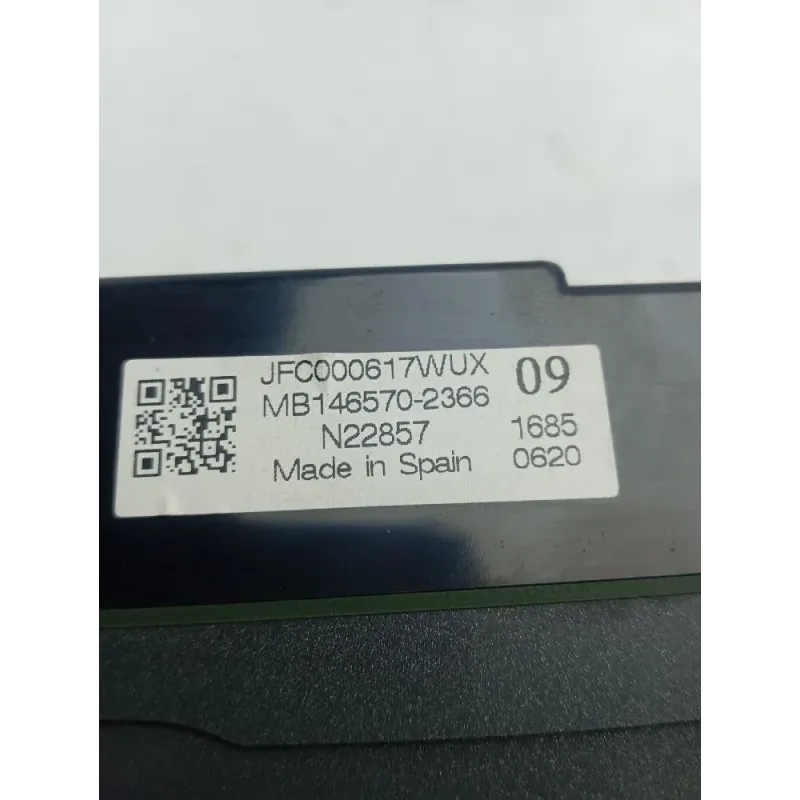 JFC000617WUX 09
MB146570-2366
N22857 1685
Made in Spain 0620